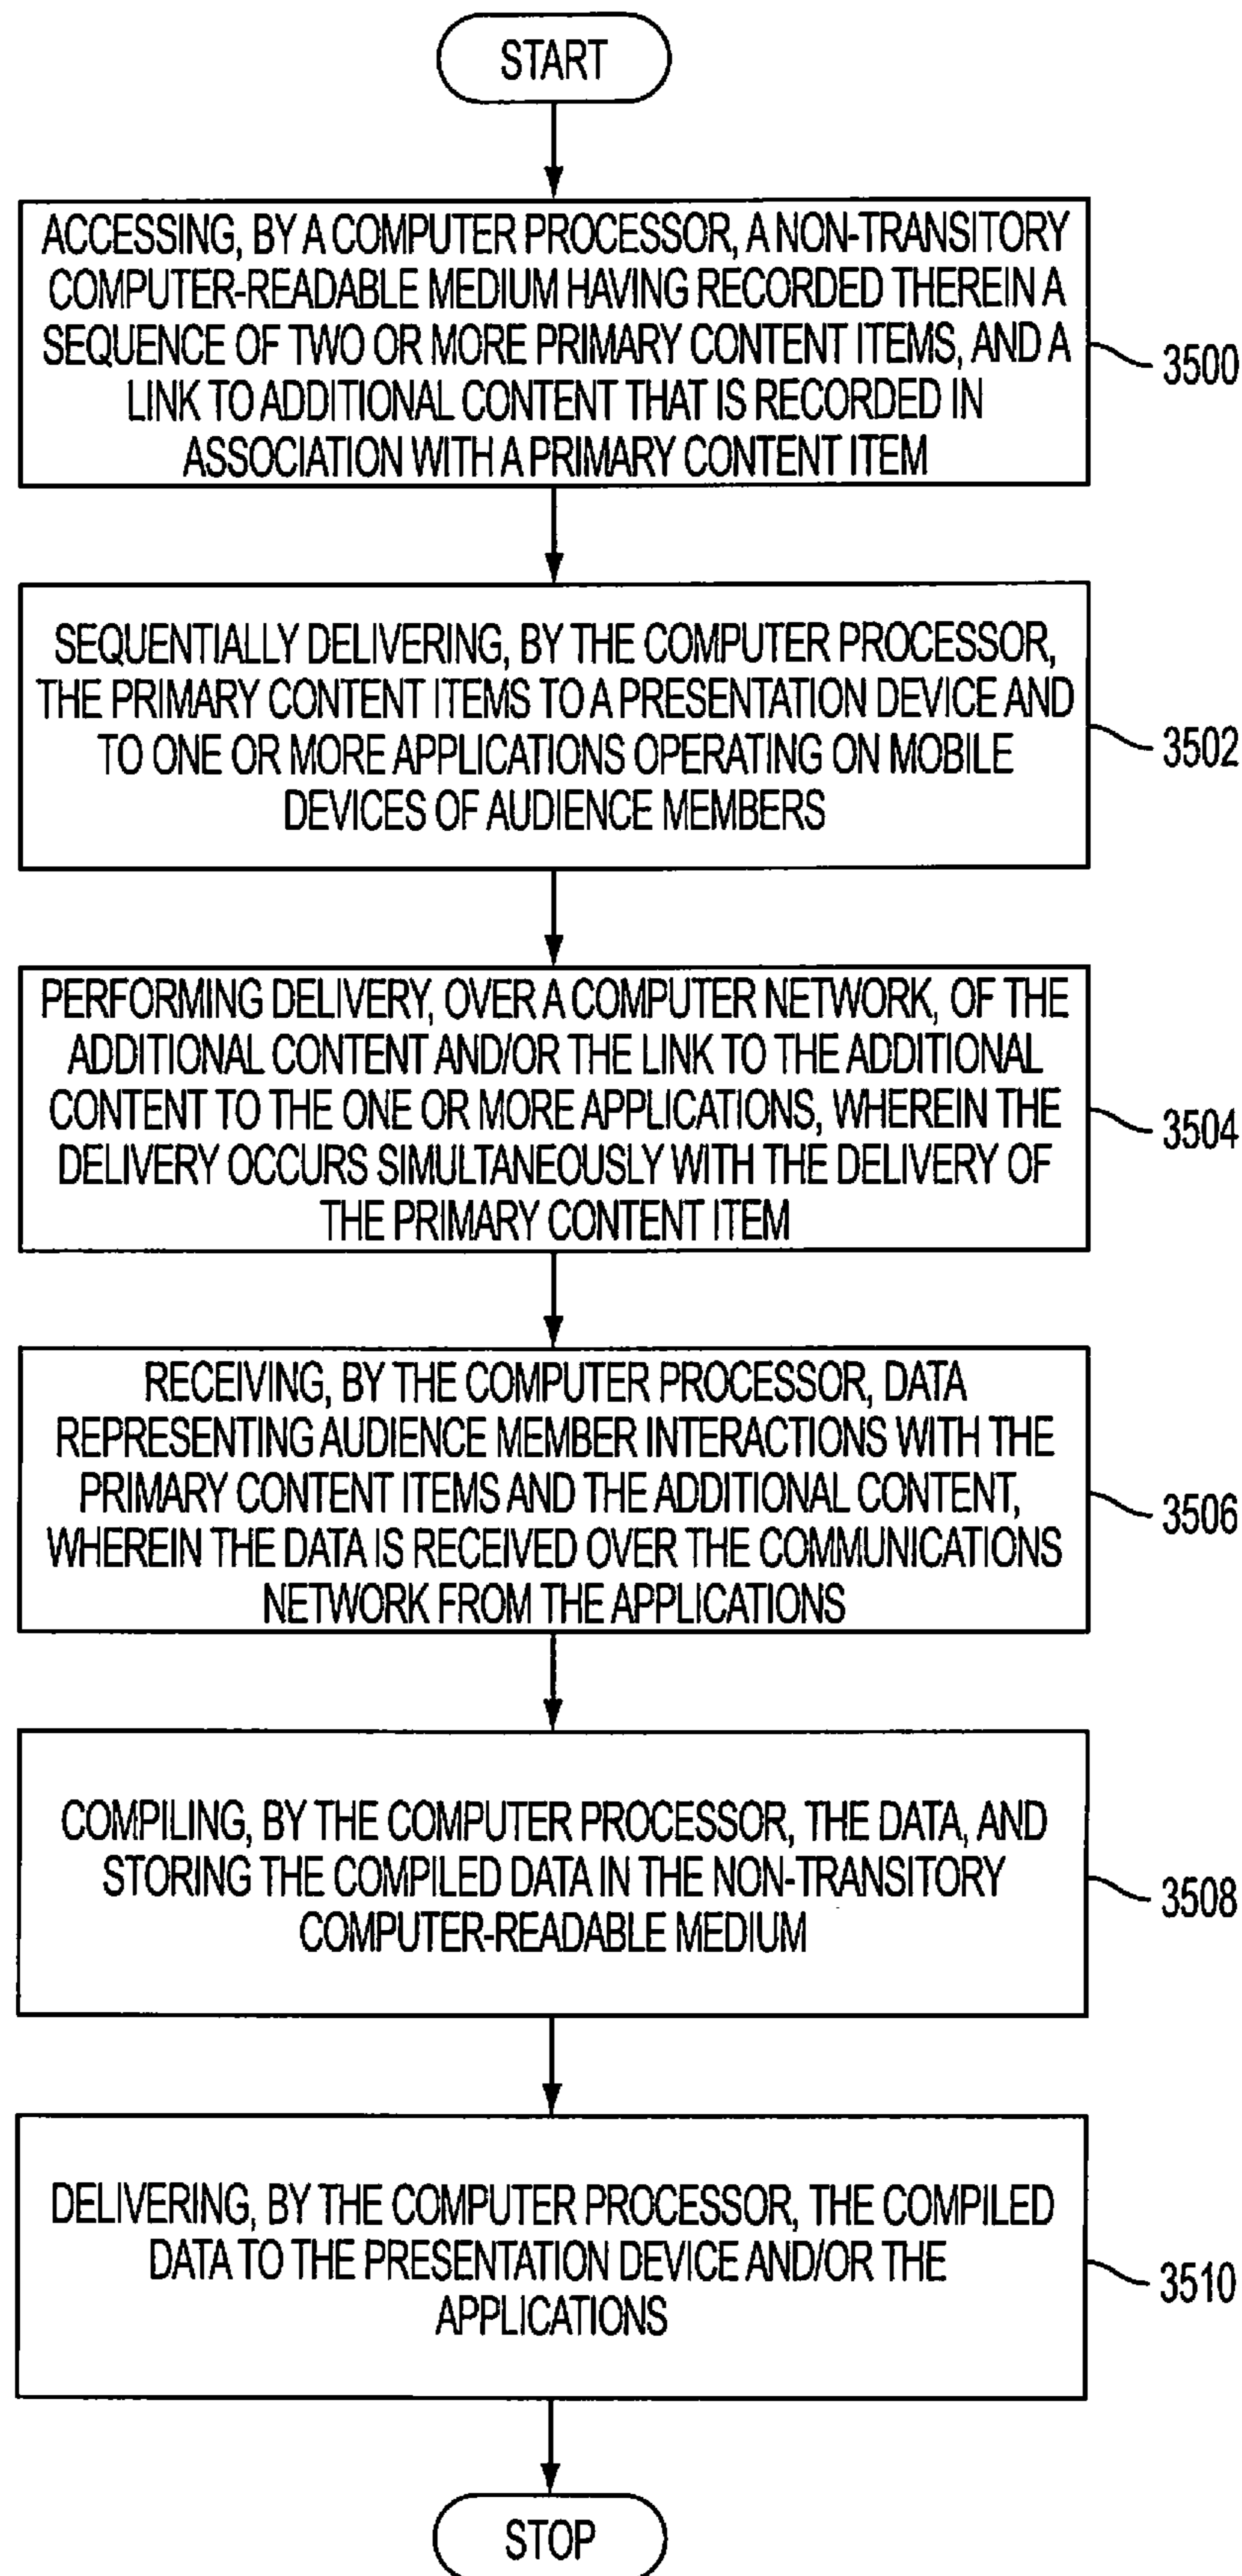 START
ACCESSING, BY A COMPUTER PROCESSOR, A NON-TRANSITORY
COMPUTER-READABLE MEDIUM HAVING RECORDED THEREIN A
SEQUENCE OF TWO OR MORE PRIMARY CONTENT ITEMS, AND A
LINK TO ADDITIONAL CONTENT THAT IS RECORDED IN
ASSOCIATION WITH A PRIMARY CONTENT ITEM
3500
SEQUENTIALLY DELIVERING, BY THE COMPUTER PROCESSOR,
THE PRIMARY CONTENT ITEMS TO A PRESENTATION DEVICE AND
TO ONE OR MORE APPLICATIONS OPERATING ON MOBILE
DEVICES OF AUDIENCE MEMBERS
3502
PERFORMING DELIVERY, OVER A COMPUTER NETWORK, OF THE
ADDITIONAL CONTENT AND/OR THE LINK TO THE ADDITIONAL
CONTENT TO THE ONE OR MORE APPLICATIONS, WHEREIN THE
DELIVERY OCCURS SIMULTANEOUSLY WITH THE DELIVERY OF
THE PRIMARY CONTENT ITEM
3504
RECEIVING, BY THE COMPUTER PROCESSOR, DATA
REPRESENTING AUDIENCE MEMBER INTERACTIONS WITH THE
PRIMARY CONTENT ITEMS AND THE ADDITIONAL CONTENT,
WHEREIN THE DATA IS RECEIVED OVER THE COMMUNICATIONS
NETWORK FROM THE APPLICATIONS
3506
COMPILING, BY THE COMPUTER PROCESSOR, THE DATA, AND
STORING THE COMPILED DATA IN THE NON-TRANSITORY
COMPUTER-READABLE MEDIUM
3508
DELIVERING, BY THE COMPUTER PROCESSOR, THE COMPILED
DATA TO THE PRESENTATION DEVICE AND/OR THE
APPLICATIONS
3510
STOP